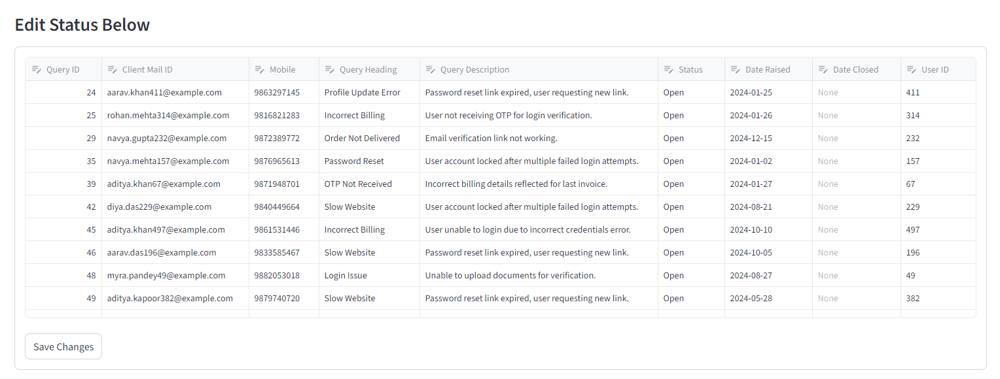 Edit Status Below
Query ID Client Mail ID Mobile Query Heading Query Description Status Date Raised Date Closed User ID
24 aarav.khan411@example.com 9863297145 Profile Update Error Password reset link expired, user requesting new link. Open 2024-01-25 None 411
25 rohan.mehta314@example.com 9816821283 Incorrect Billing User not receiving OTP for login verification. Open 2024-01-26 None 314
29 navya.gupta232@example.com 9872389772 Order Not Delivered Email verification link not working. Open 2024-12-15 None 232
35 navya.mehta157@example.com 9876965613 Password Reset User account locked after multiple failed login attempts. Open 2024-01-02 None 157
39 aditya.khan67@example.com 9871948701 OTP Not Received Incorrect billing details reflected for last invoice. Open 2024-01-27 None 67
42 diya.das229@example.com 9840449664 Slow Website User account locked after multiple failed login attempts. Open 2024-08-21 None 229
45 aditya.khan497@example.com 9861531446 Incorrect Billing User unable to login due to incorrect credentials error. Open 2024-10-10 None 497
46 aarav.das196@example.com 9833585467 Slow Website Password reset link expired, user requesting new link. Open 2024-10-05 None 196
48 myra.pandey49@example.com 9882053018 Login Issue Unable to upload documents for verification. Open 2024-08-27 None 49
49 aditya.kapoor382@example.com 9879740720 Slow Website Password reset link expired, user requesting new link. Open 2024-05-28 None 382
Save Changes